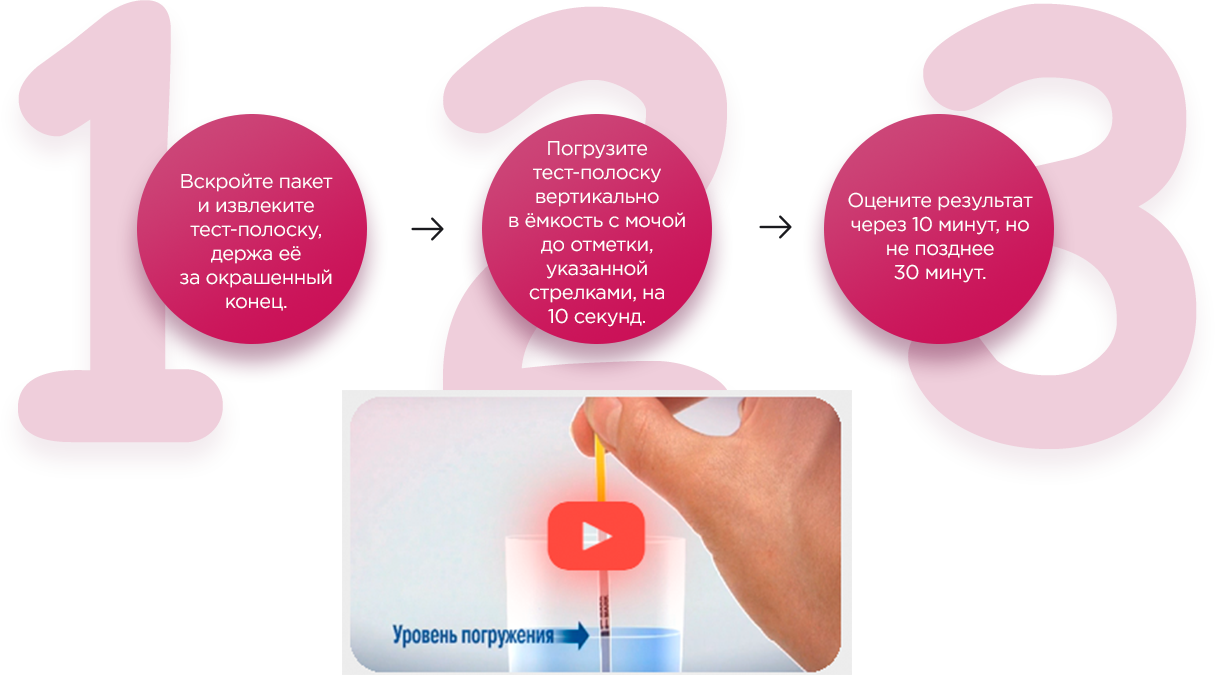 1
Вскройте пакет
и извлеките
тест-полоску,
держа её
за окрашенный
конец.
2
Погрузите
тест-полоску
вертикально
в ёмкость с мочой
до отметки,
указанной
стрелками, на
10 секунд.
3
Оцените результат
через 10 минут, но
не позднее
30 минут.
Уровень погружения